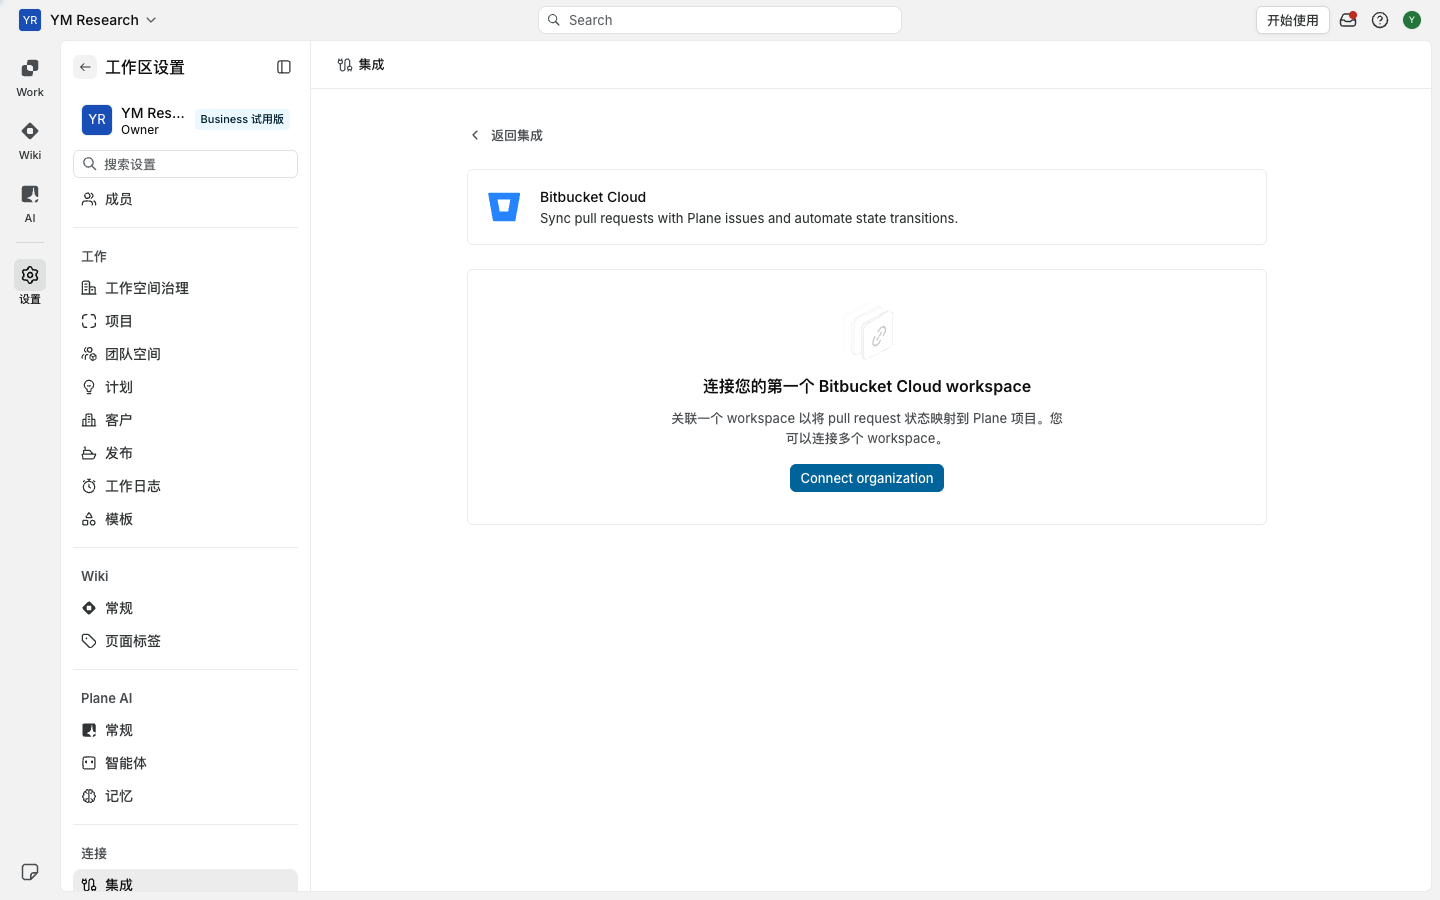 YR YM Research
Search
开始使用
Y
Work
Wiki
AI
设置
工作区设置
YR
YM Res...
Owner
Business 试用版
搜索设置
成员
工作
工作空间治理
项目
团队空间
计划
客户
发布
工作日志
模板
Wiki
常规
页面标签
Plane AI
常规
智能体
记忆
连接
集成
集成
返回集成
Bitbucket Cloud
Sync pull requests with Plane issues and automate state transitions.
连接您的第一个 Bitbucket Cloud workspace
关联一个 workspace 以将 pull request 状态映射到 Plane 项目。您
可以连接多个 workspace。
Connect organization